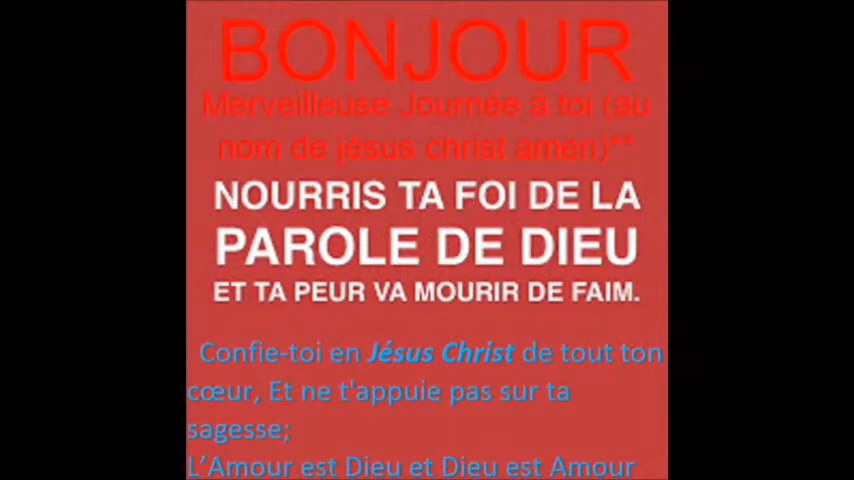 BONJOUR
Merveilleuse Journée à toi (au
nom de jésus christ amen)**
NOURRIS TA FOI DE LA
PAROLE DE DIEU
ET TA PEUR VA MOURIR DE FAIM.
Confie-toi en Jésus Christ de tout ton
cœur, Et ne t'appuie pas sur ta
sagesse;
L’Amour est Dieu et Dieu est Amour